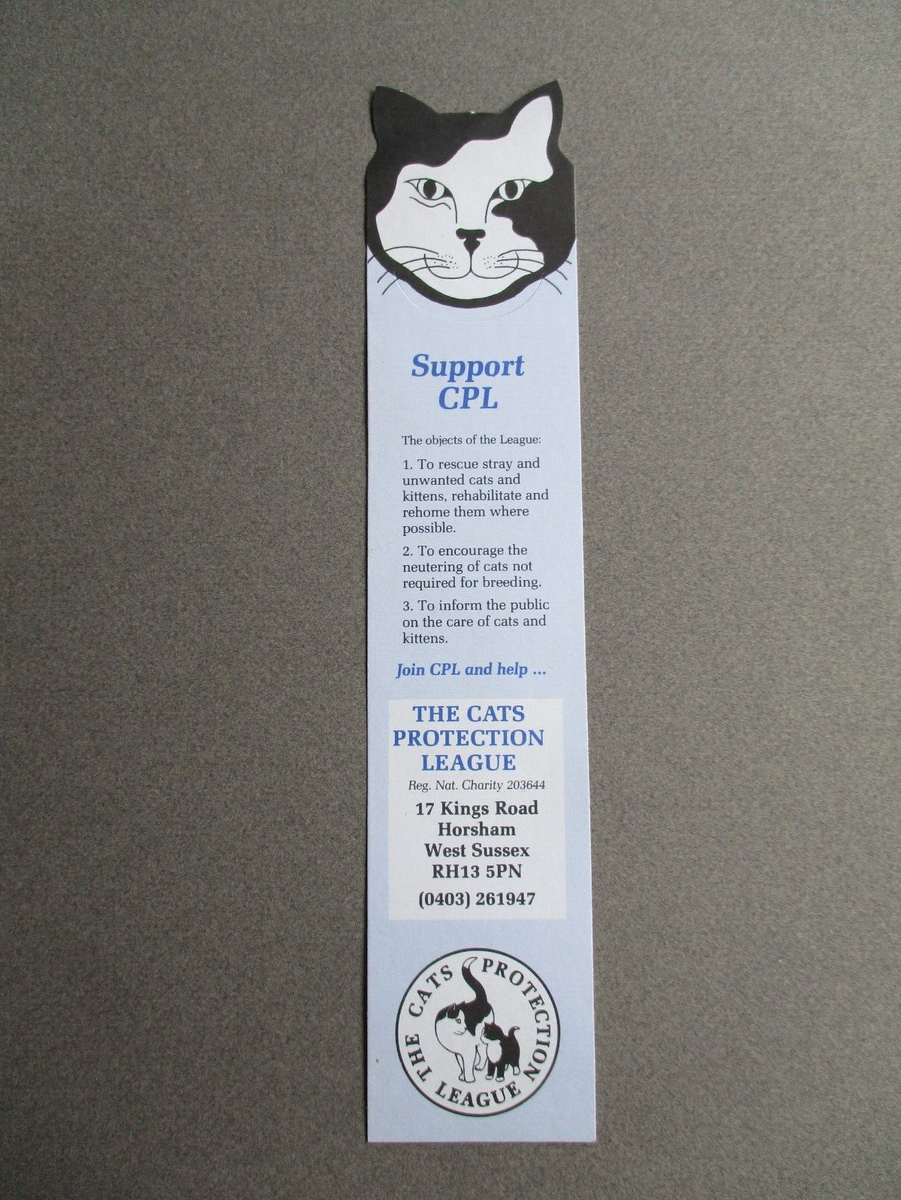 Support
CPL
The objects of the League:
1. To rescue stray and
unwanted cats and
kittens, rehabilitate and
rehome them where
possible.
2. To encourage the
neutering of cats not
required for breeding.
3. To inform the public
on the care of cats and
kittens.
Join CPL and help ...
THE CATS
PROTECTION
LEAGUE
Reg. Nat. Charity 203644
17 Kings Road
Horsham
West Sussex
RH13 5PN
(0403) 261947
THE CATS PROTECTION
LEAGUE